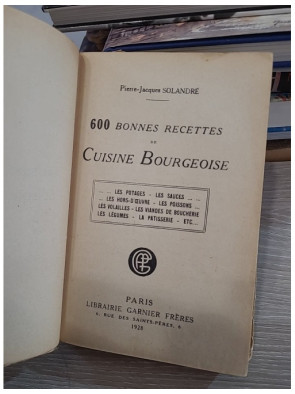 Pierre-Jacques SOLANDRÉ
600 BONNES RECETTES
DE
CUISINE BOURGEOISE
... .. LES POTAGES - LES SAUCES .. ..
.. LES HORS-D'ŒUVRE - LES POISSONS ..
LES VOLAILLES - LES VIANDES DE BOUCHERIE
LES LÉGUMES - LA PATISSERIE - ETC...
PARIS
LIBRAIRIE GARNIER FRÈRES
6, RUE DES SAINTS-PÈRES, 6
1928